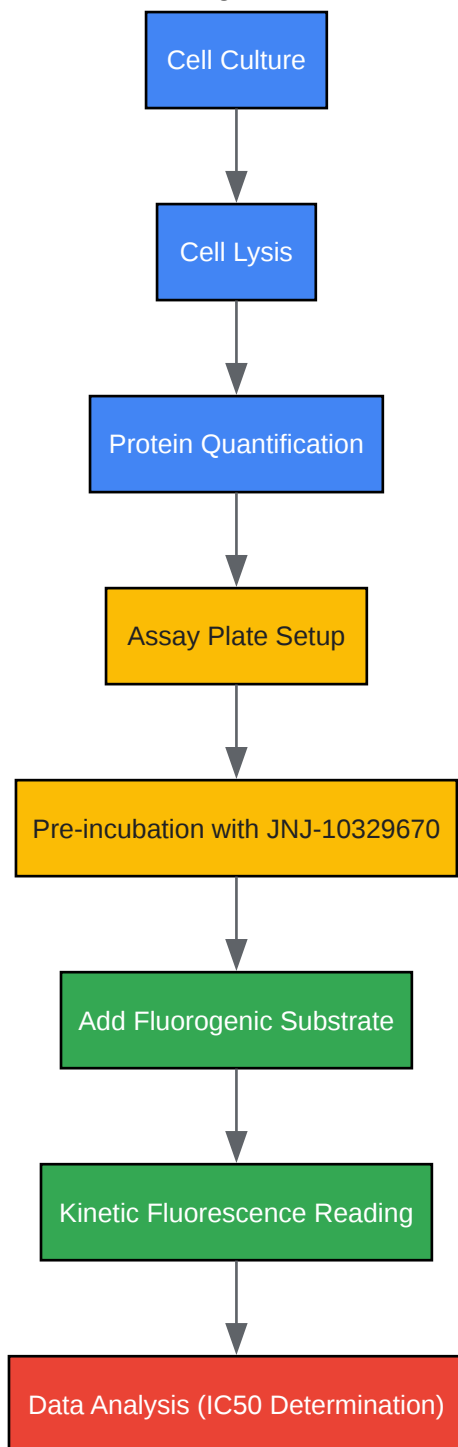 Cell Culture
Cell Lysis
Protein Quantification
Assay Plate Setup
Pre-incubation with JNJ-10329670
Add Fluorogenic Substrate
Kinetic Fluorescence Reading
Data Analysis (IC50 Determination)